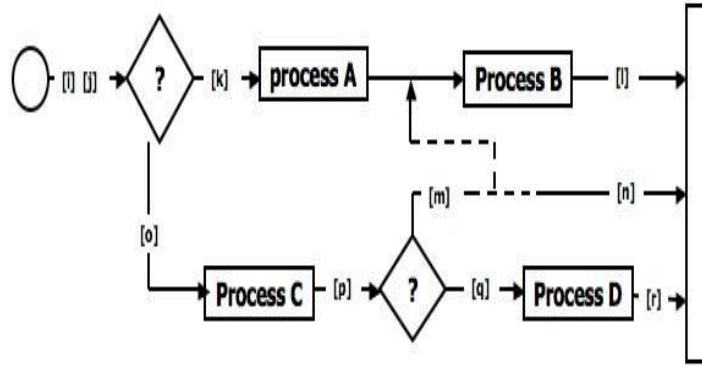 [i] [j]
?
[k]
process A
Process B
[l]
[m]
[n]
[o]
Process C
[p]
?
[q]
Process D
[r]